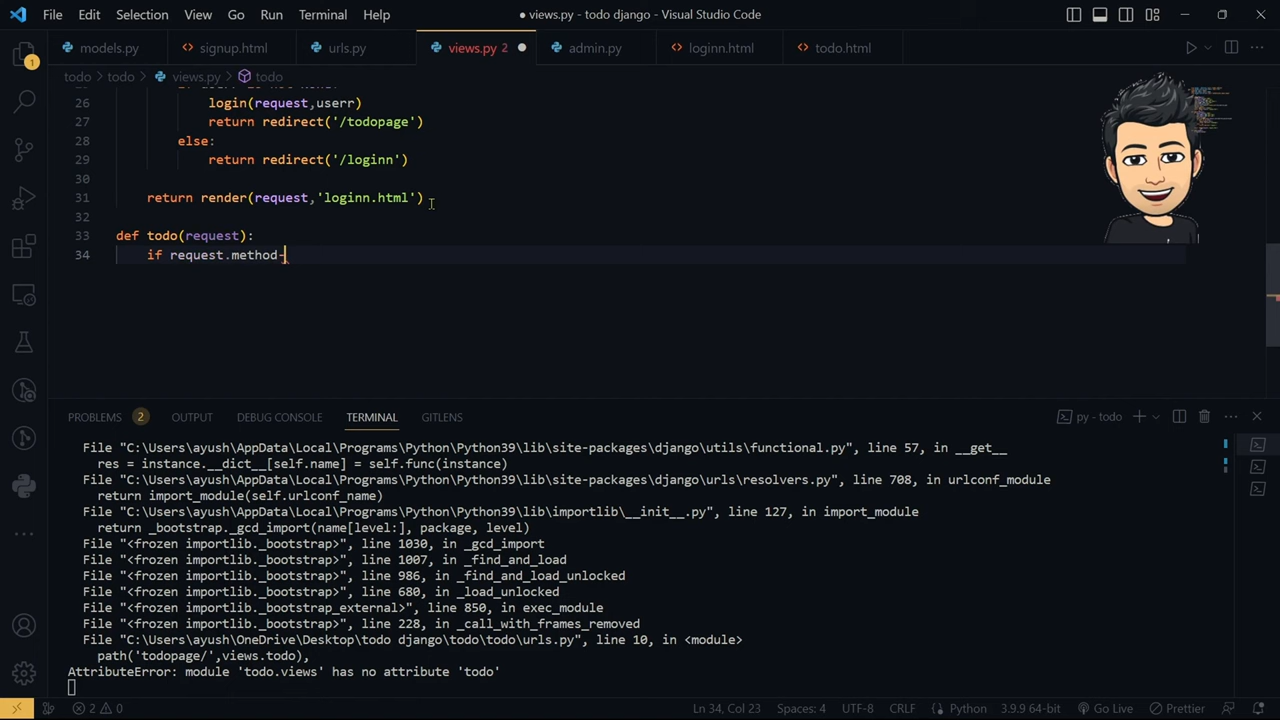 File Edit Selection View Go Run Terminal Help ● views.py - todo django - Visual Studio Code
models.py <> signup.html urls.py views.py 2 ● admin.py <> loginn.html <> todo.html
1
todo > todo > views.py > todo
26 login(request,userr)
27 return redirect('/todopage')
28 else:
29 return redirect('/loginn')
30
31 return render(request,'loginn.html')
32
33 def todo(request):
34 if request.method-
PROBLEMS 2 OUTPUT DEBUG CONSOLE TERMINAL GITLENS py - todo
File "C:\Users\ayush\AppData\Local\Programs\Python\Python39\lib\site-packages\django\utils\functional.py", line 57, in __get__
res = instance.__dict__[self.name] = self.func(instance)
File "C:\Users\ayush\AppData\Local\Programs\Python\Python39\lib\site-packages\django\urls\resolvers.py", line 708, in urlconf_module
return import_module(self.urlconf_name)
File "C:\Users\ayush\AppData\Local\Programs\Python\Python39\lib\importlib\__init__.py", line 127, in import_module
return _bootstrap._gcd_import(name[level:], package, level)
File "<frozen importlib._bootstrap>", line 1030, in _gcd_import
File "<frozen importlib._bootstrap>", line 1007, in _find_and_load
File "<frozen importlib._bootstrap>", line 986, in _find_and_load_unlocked
File "<frozen importlib._bootstrap>", line 680, in _load_unlocked
File "<frozen importlib._bootstrap_external>", line 850, in exec_module
File "<frozen importlib._bootstrap>", line 228, in _call_with_frames_removed
File "C:\Users\ayush\OneDrive\Desktop\todo django\todo\todo\urls.py", line 10, in <module>
path('todopage/',views.todo),
AttributeError: module 'todo.views' has no attribute 'todo'
2 0 Ln 34, Col 23 Spaces: 4 UTF-8 CRLF Python 3.9.9 64-bit Go Live Prettier